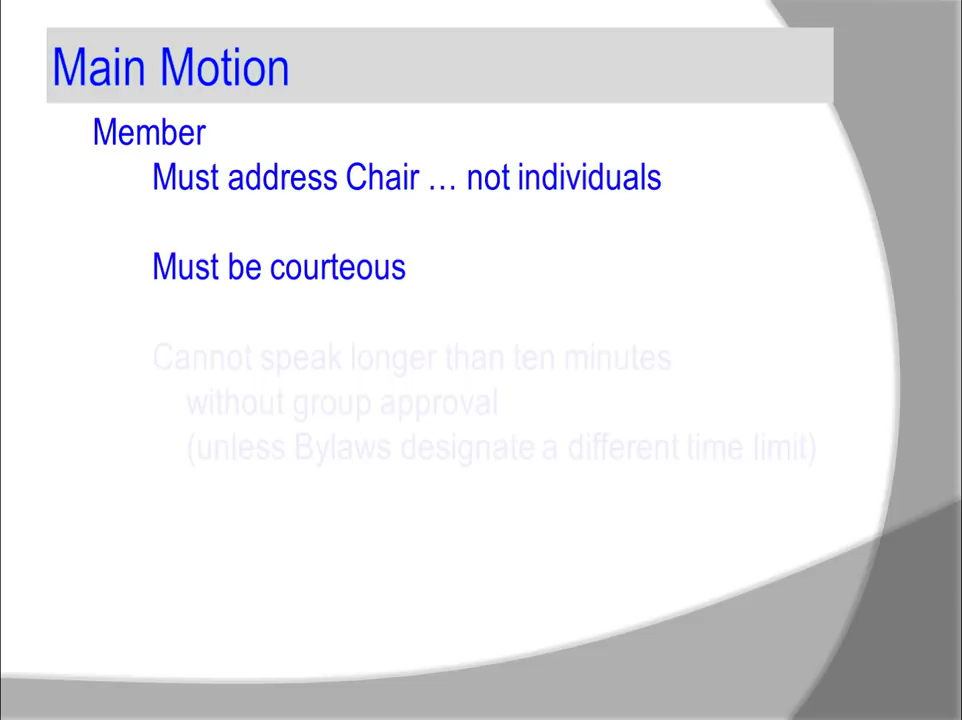 Main Motion
Member
Must address Chair … not individuals
Must be courteous
Cannot speak longer than ten minutes
without group approval
(unless Bylaws designate a different time limit)